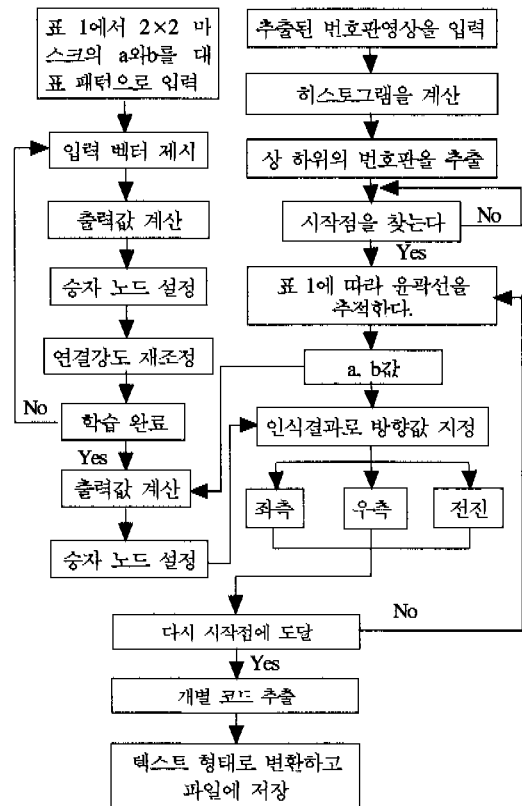 표 1에서 2×2 마
스크의 a와b를 대
표 패턴으로 입력
입력 벡터 제시
출력값 계산
승자 노드 설정
연결강도 재조정
No
학습 완료
Yes
출력값 계산
승자 노드 설정
추출된 번호판영상을 입력
히스토그램을 계산
상 하위의 번호판을 추출
시작점을 찾는다
No
Yes
표 1에 따라 윤곽선을
추적하다.
a, b값
인식결과로 방향값 지정
좌측
우측
전진
다시 시작점에 도달
No
Yes
개별 코드 추출
텍스트 형태로 변환하고
파일에 저장